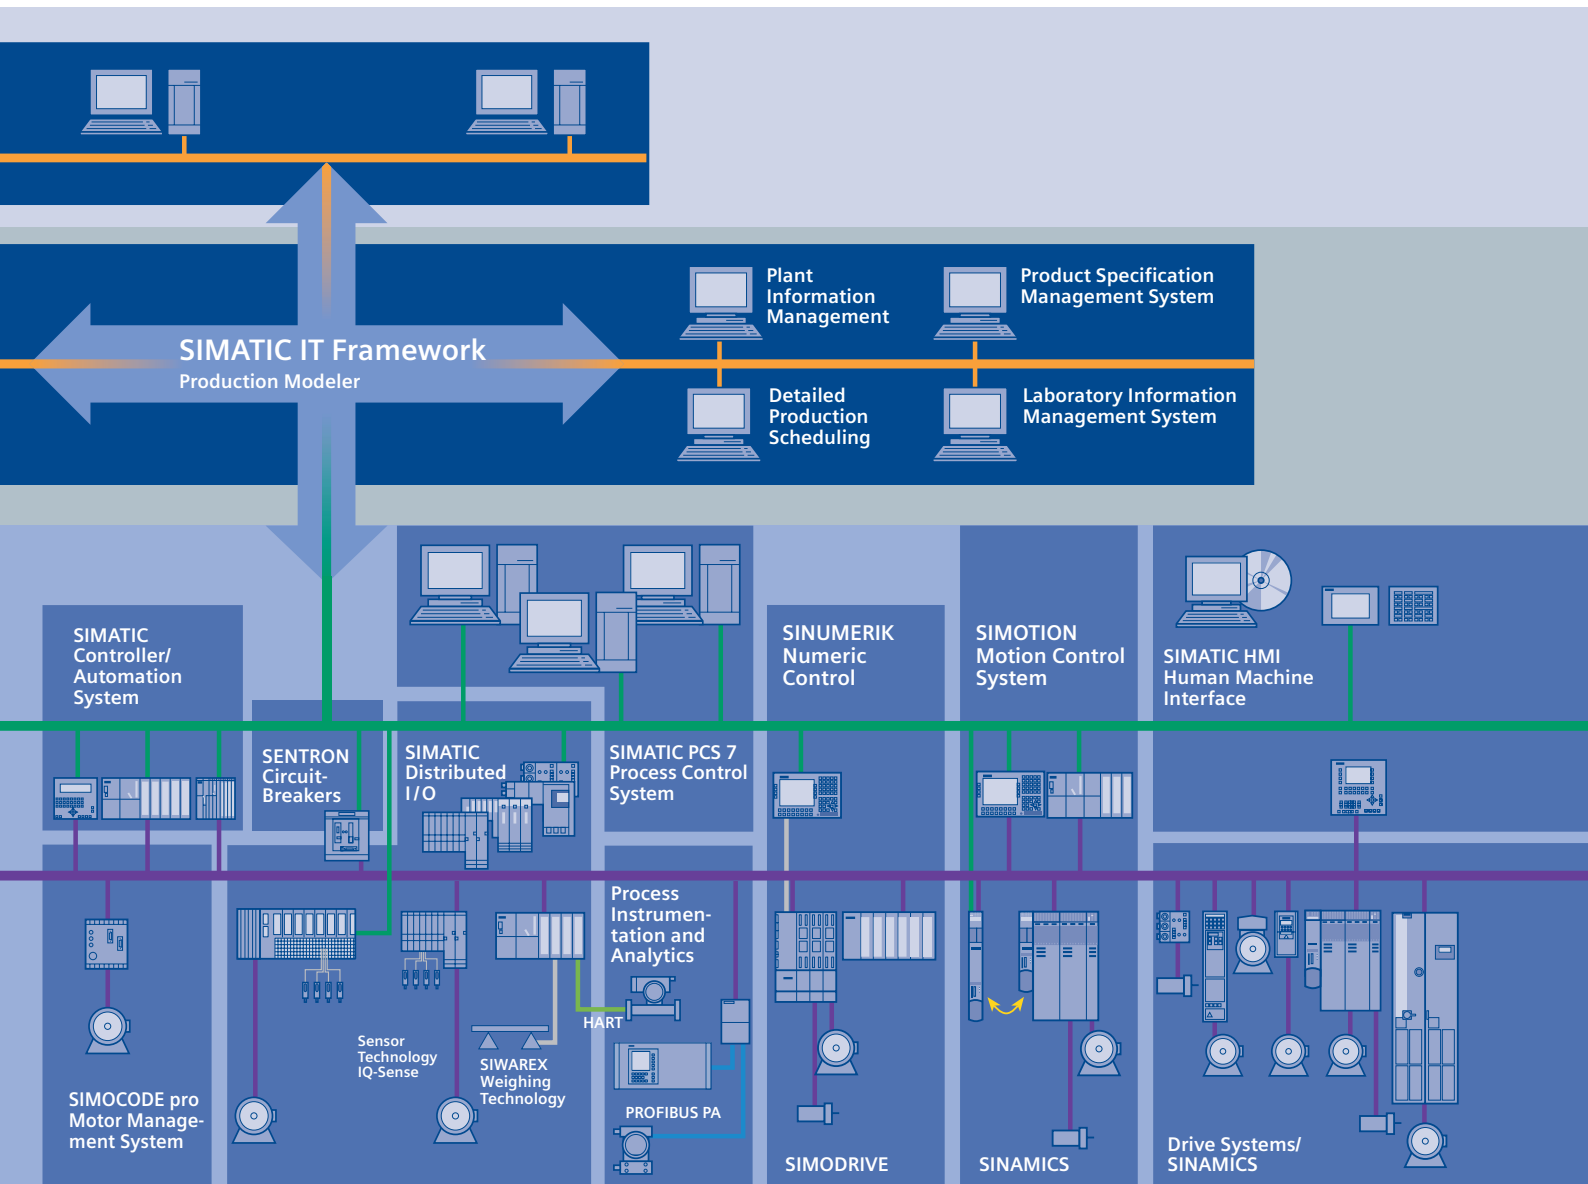 Plant
Information
Management
Product Specification
Management System
SIMATIC IT Framework
Production Modeler
Detailed
Production
Scheduling
Laboratory Information
Management System
SIMATIC
Controller/
Automation
System
SINUMERIK
Numeric
Control
SIMOTION
Motion Control
System
SIMATIC HMI
Human Machine
Interface
SENTRON
Circuit-
Breakers
SIMATIC
Distributed
I/O
SIMATIC PCS 7
Process Control
System
Process
Instrumen-
tation and
Analytics
HART
Sensor
Technology
IQ-Sense
SIWAREX
Weighing
Technology
SIMOCODE pro
Motor Manage-
ment System
PROFIBUS PA
SIMODRIVE
SINAMICS
Drive Systems/
SINAMICS